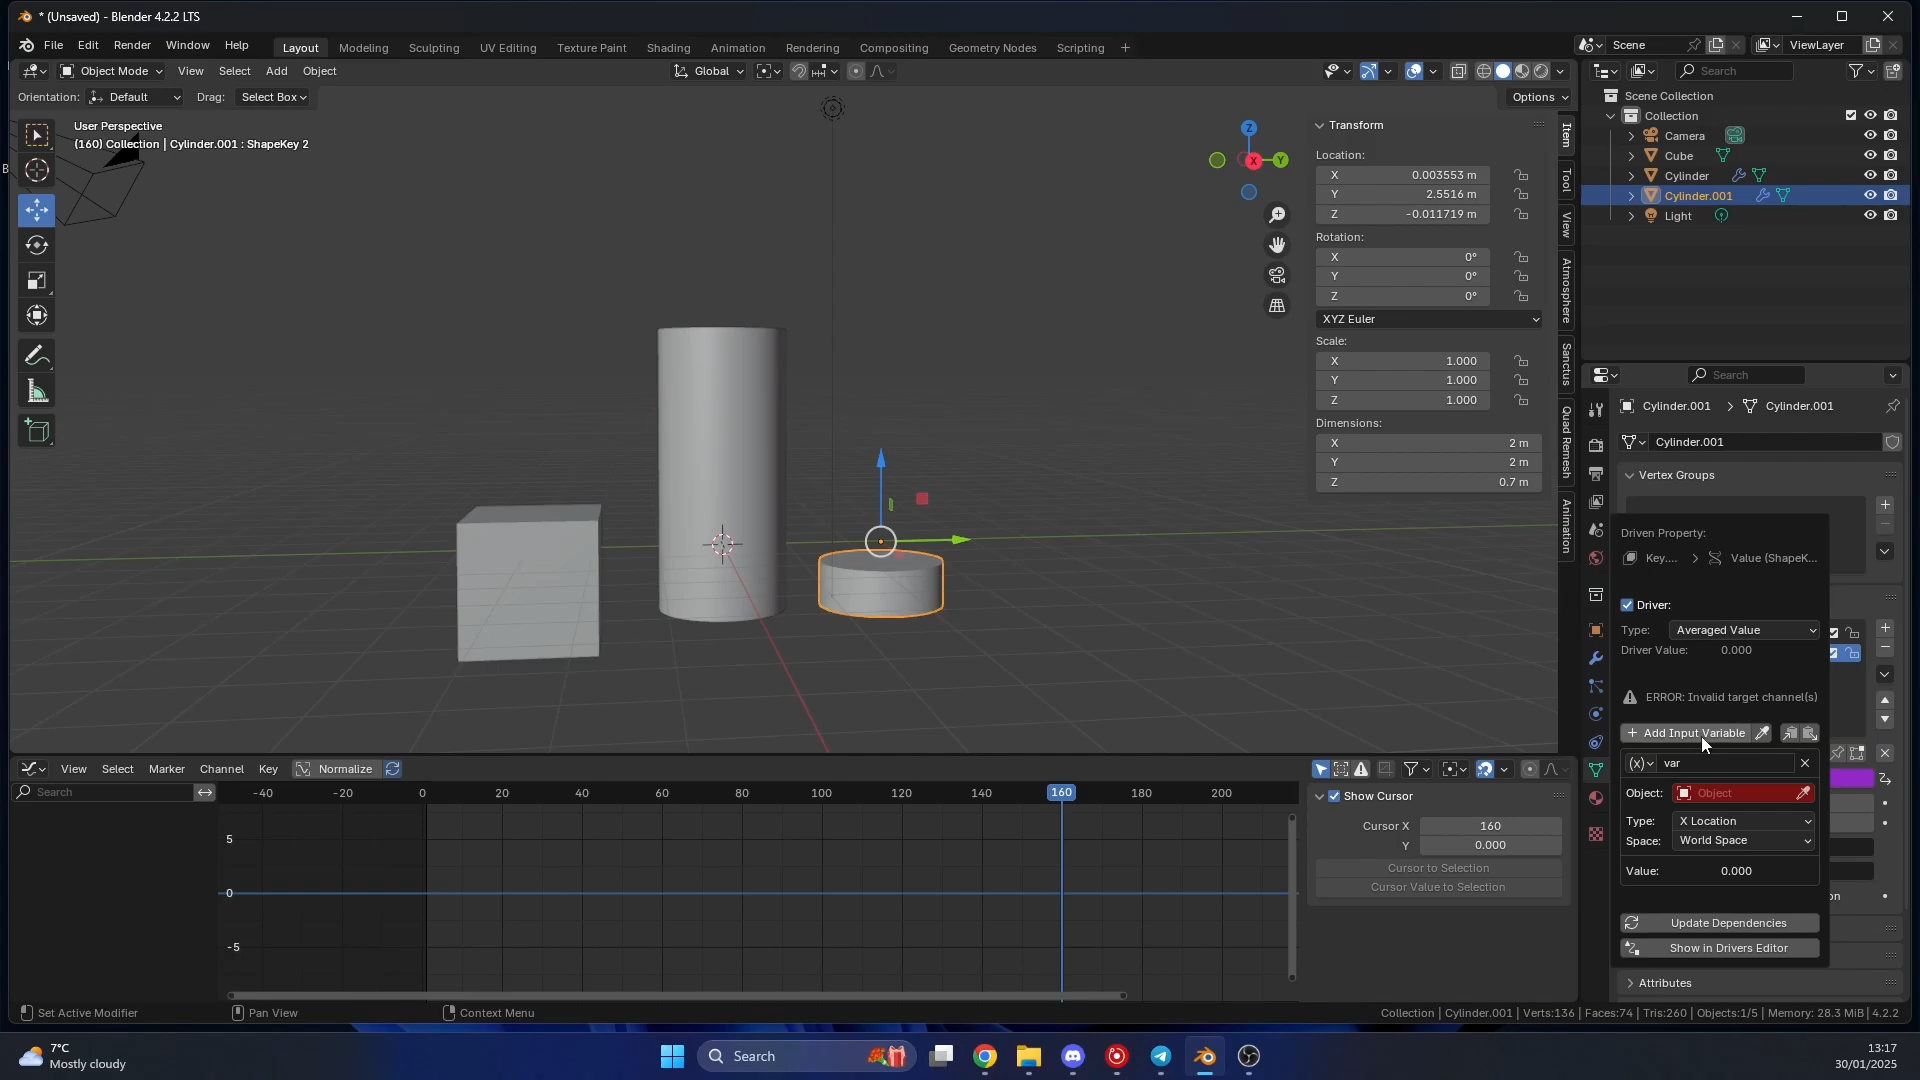 * (Unsaved) - Blender 4.2.2 LTS
File Edit Render Window Help
Layout Modeling Sculpting UV Editing Texture Paint Shading Animation Rendering Compositing Geometry Nodes Scripting +
Scene ViewLayer
Object Mode View Select Add Object
Global
Search
Orientation: Default Drag: Select Box
Options
User Perspective
(160) Collection | Cylinder.001 : ShapeKey 2
Z
X
Y
B
Transform
Location:
X 0.003553 m
Y 2.5516 m
Z -0.011719 m
Rotation:
X 0°
Y 0°
Z 0°
XYZ Euler
Scale:
X 1.000
Y 1.000
Z 1.000
Dimensions:
X 2 m
Y 2 m
Z 0.7 m
Item
Tool
View
Atmosphere
Sanctus
Quad Remesh
Animation
Scene Collection
Collection
Camera
Cube
Cylinder
Cylinder.001
Light
Search
Cylinder.001 > Cylinder.001
Cylinder.001
Vertex Groups
Driven Property:
Key.... > Value (ShapeK...
Driver:
Type: Averaged Value
Driver Value: 0.000
ERROR: Invalid target channel(s)
+ Add Input Variable
(x) var
Object: Object
Type: X Location
Space: World Space
Value: 0.000
on
Update Dependencies
Show in Drivers Editor
Attributes
View Select Marker Channel Key Normalize
Search
-40 -20 0 20 40 60 80 100 120 140 160 180 200
5
0
-5
Show Cursor
Cursor X 160
Y 0.000
Cursor to Selection
Cursor Value to Selection
Set Active Modifier Pan View Context Menu
Collection | Cylinder.001 | Verts:136 | Faces:74 | Tris:260 | Objects:1/5 | Memory: 28.3 MiB | 4.2.2
7°C
Mostly cloudy
Search
13:17
30/01/2025